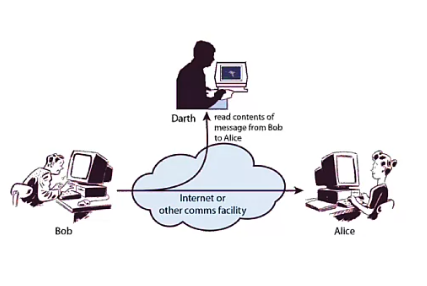 Darth
read contents of
message from Bob
to Alice
Internet or
other comms facility
Bob
Alice